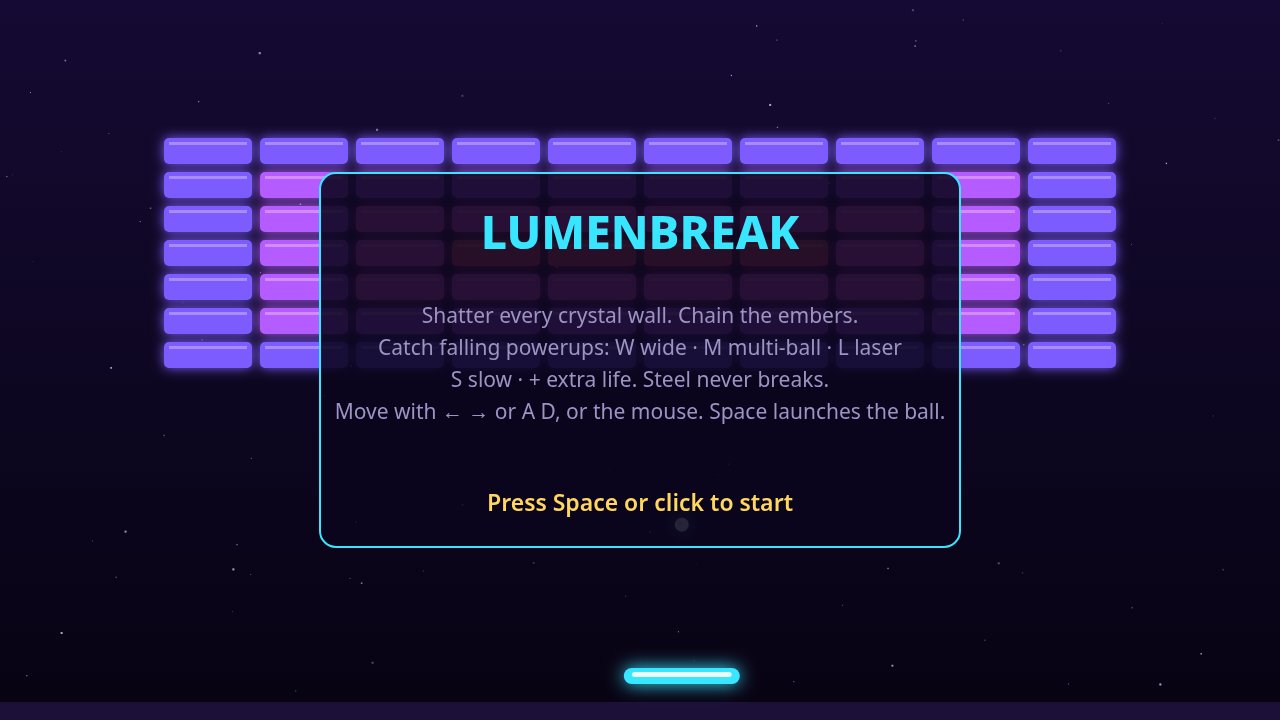 LUMENBREAK
Shatter every crystal wall. Chain the embers.
Catch falling powerups: W wide · M multi-ball · L laser
S slow · + extra life. Steel never breaks.
Move with ← → or A D, or the mouse. Space launches the ball.
Press Space or click to start